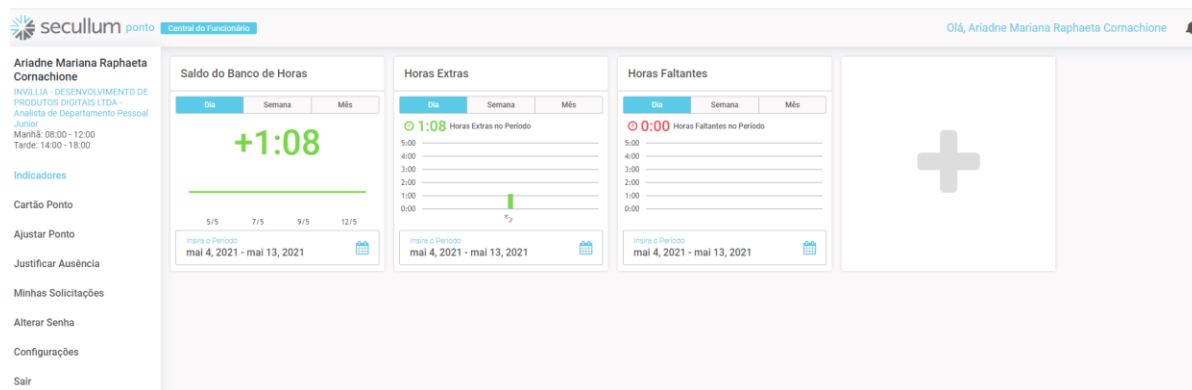 secullum ponto Central do Funcionário
Olá, Ariadne Mariana Raphaeta Cornachione
Ariadne Mariana Raphaeta
Cornachione
INVILLIA - DESENVOLVIMENTO DE
PRODUTOS DIGITAIS LTDA -
Analista de Departamento Pessoal
Junior
Manhã: 08:00 - 12:00
Tarde: 14:00 - 18:00
Indicadores
Cartão Ponto
Ajustar Ponto
Justificar Ausência
Minhas Solicitações
Alterar Senha
Configurações
Sair
Saldo do Banco de Horas
Dia Semana Mês
+1:08
5/5 7/5 9/5 12/5
Insira o Período
mai 4, 2021 - mai 13, 2021
Horas Extras
Dia Semana Mês
1:08 Horas Extras no Período
5:00
4:00
3:00
2:00
1:00
0:00
Insira o Período
mai 4, 2021 - mai 13, 2021
Horas Faltantes
Dia Semana Mês
0:00 Horas Faltantes no Período
5:00
4:00
3:00
2:00
1:00
0:00
Insira o Período
mai 4, 2021 - mai 13, 2021